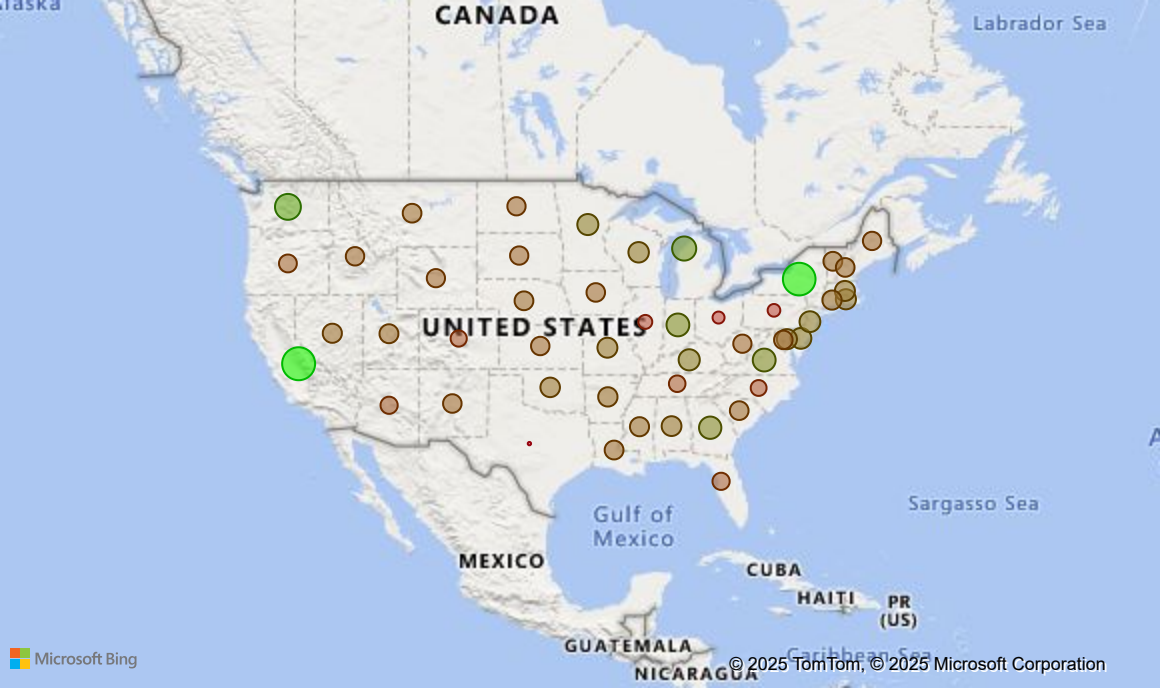 Alaska
CANADA
Labrador Sea
UNITED STATES
Sargasso Sea
Gulf of
Mexico
MEXICO
CUBA
HAITI
PR
(US)
GUATEMALA
Caribbean Sea
NICARAGUA
Microsoft Bing
© 2025 TomTom, © 2025 Microsoft Corporation